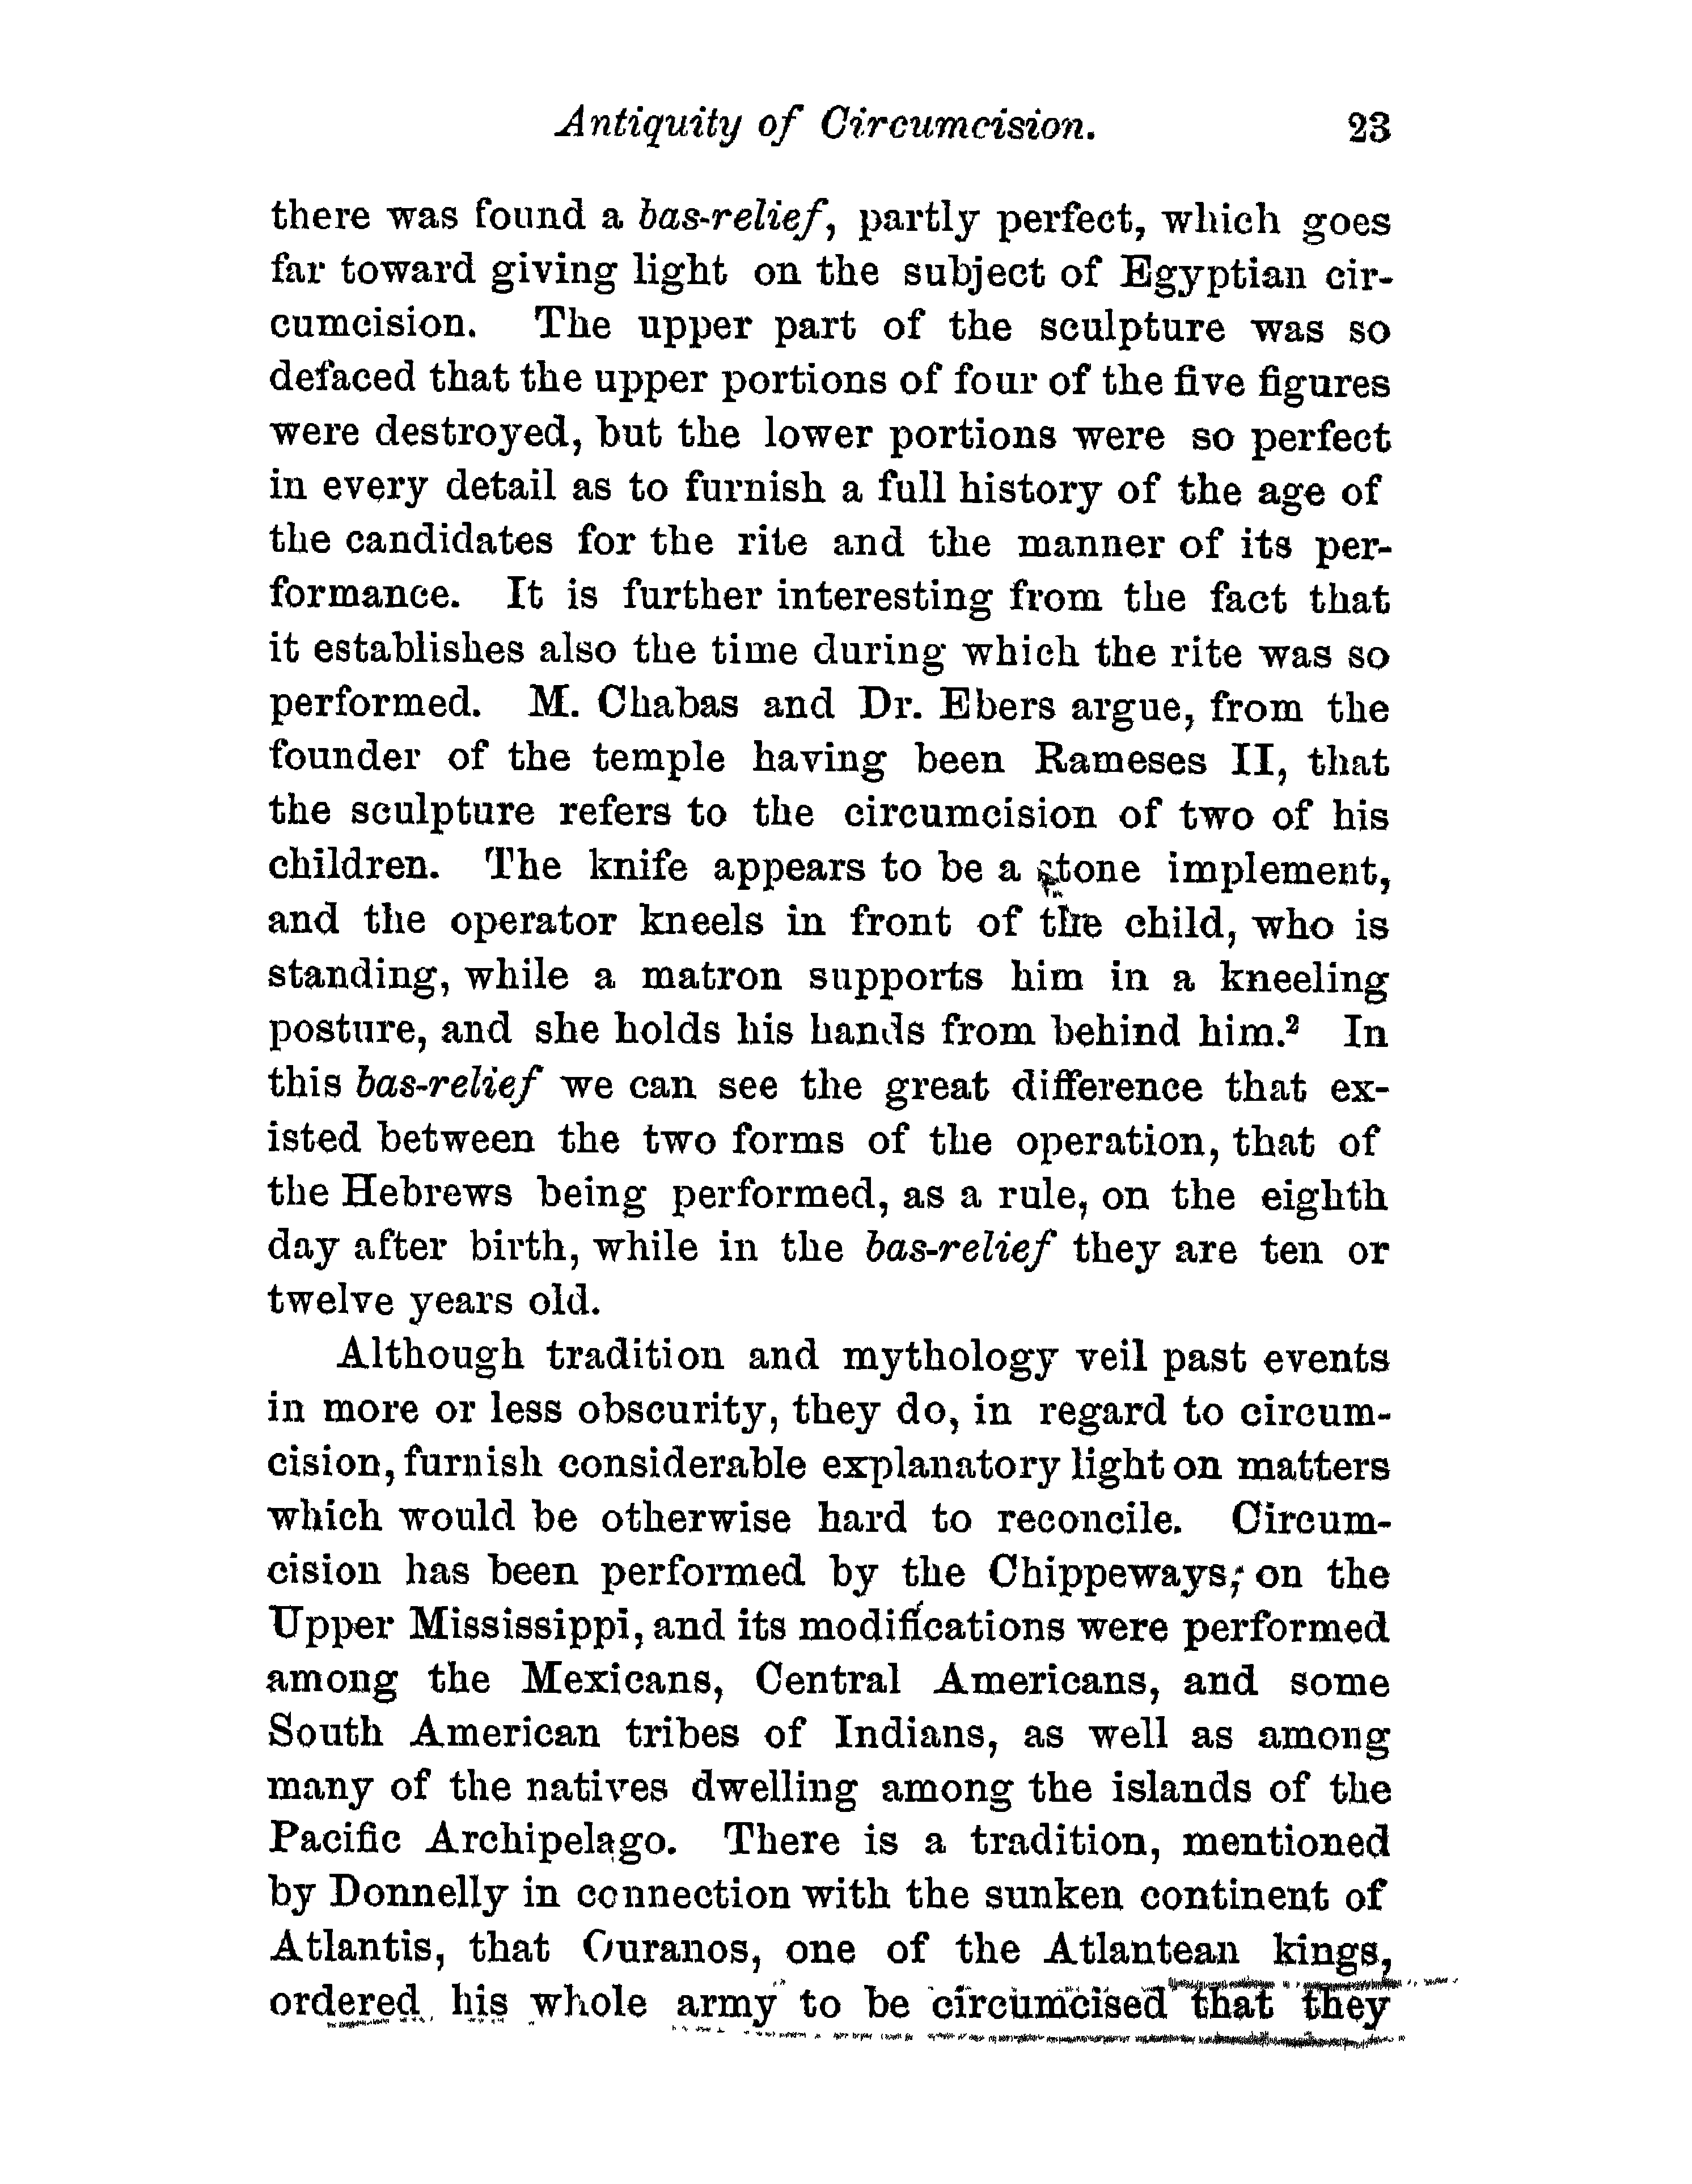 Antiquity of Circumcision. 23
there was found a bas-relief, partly perfect, which goes
far toward giving light on the subject of Egyptian cir-
cumcision. The upper part of the sculpture was so
defaced that the upper portions of four of the five figures
were destroyed, but the lower portions were so perfect
in every detail as to furnish a full history of the age of
the candidates for the rite and the manner of its per-
formance. It is further interesting from the fact that
it establishes also the time during which the rite was so
performed. M. Chabas and Dr. Ebers argue, from the
founder of the temple having been Rameses II, that
the sculpture refers to the circumcision of two of his
children. The knife appears to be a stone implement,
and the operator kneels in front of the child, who is
standing, while a matron supports him in a kneeling
posture, and she holds his hands from behind him.² In
this bas-relief we can see the great difference that ex-
isted between the two forms of the operation, that of
the Hebrews being performed, as a rule, on the eighth
day after birth, while in the bas-relief they are ten or
twelve years old.
Although tradition and mythology veil past events
in more or less obscurity, they do, in regard to circum-
cision, furnish considerable explanatory light on matters
which would be otherwise hard to reconcile. Circum-
cision has been performed by the Chippeways, on the
Upper Mississippi, and its modifications were performed
among the Mexicans, Central Americans, and some
South American tribes of Indians, as well as among
many of the natives dwelling among the islands of the
Pacific Archipelago. There is a tradition, mentioned
by Donnelly in connection with the sunken continent of
Atlantis, that Ouranos, one of the Atlantean kings,
ordered his whole army to be circumcised that they